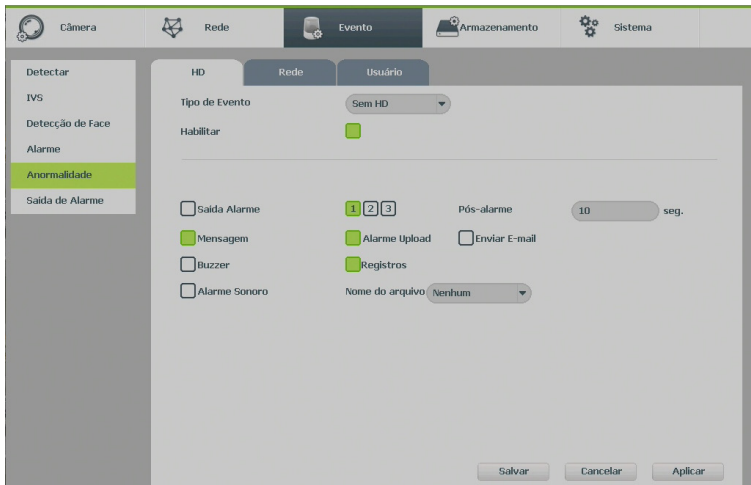 Câmera Rede Evento Armazenamento Sistema
Detectar
IVS
Detecção de Face
Alarme
Anormalidade
Saida de Alarme
HD Rede Usuário
Tipo de Evento Sem HD
Habilitar
Saída Alarme 1 2 3 Pós-alarme 10 seg.
Mensagem Alarme Upload Enviar E-mail
Buzzer Registros
Alarme Sonoro Nome do arquivo Nenhum
Salvar Cancelar Aplicar